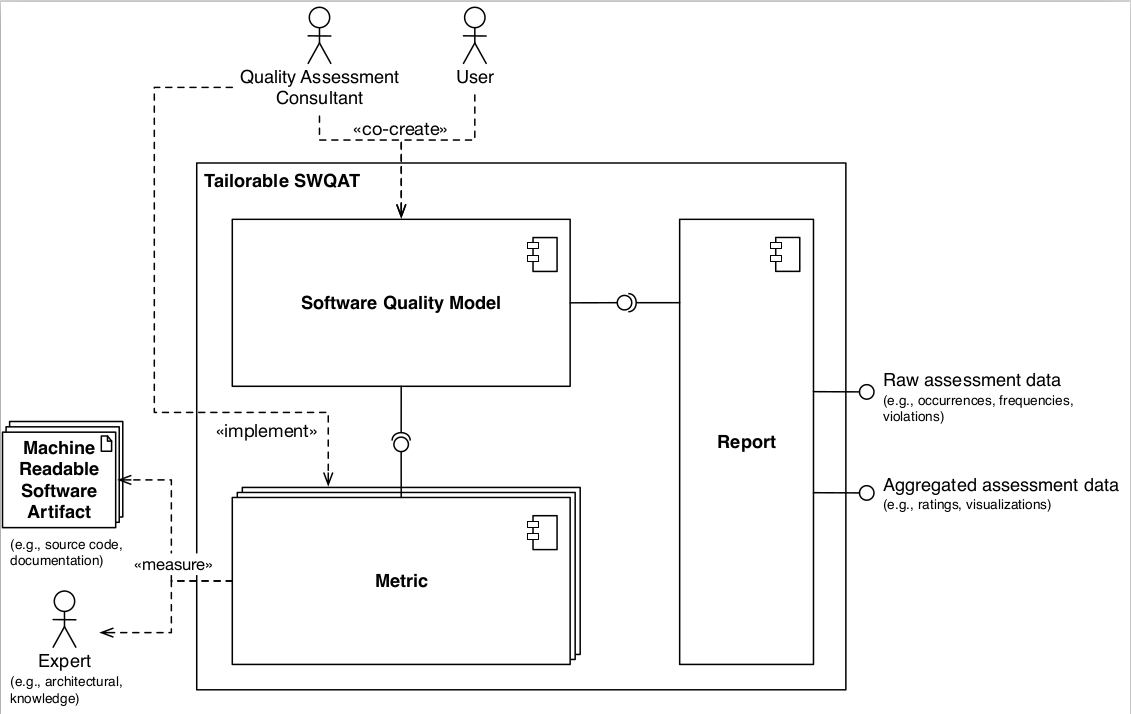 Quality Assessment
Consultant
User
«co-create»
Tailorable SWQAT
Software Quality Model
Raw assessment data
(e.g., occurrences, frequencies,
violations)
«implement»
Report
Machine
Readable
Software
Artifact
Aggregated assessment data
(e.g., ratings, visualizations)
(e.g., source code,
documentation)
«measure»
Metric
Expert
(e.g., architectural,
knowledge)